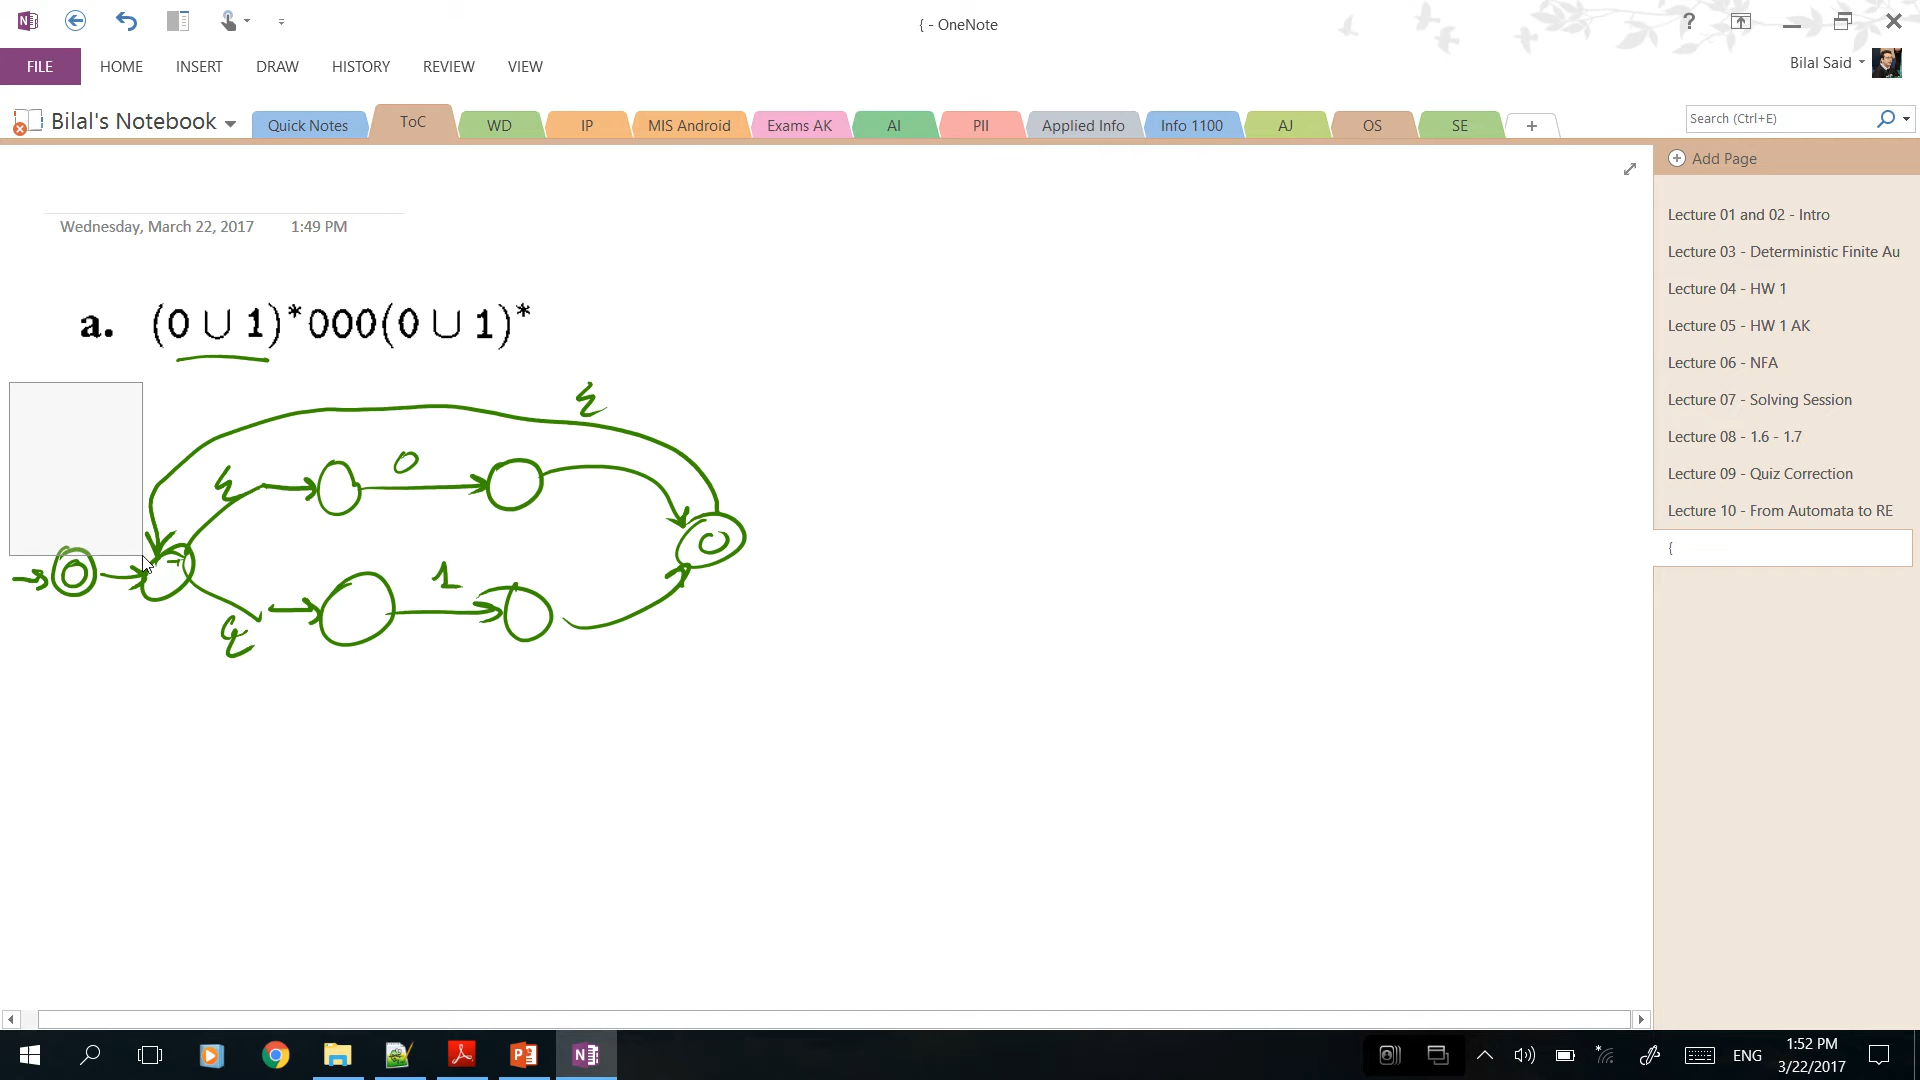 { - OneNote
FILE HOME INSERT DRAW HISTORY REVIEW VIEW
Bilal Said
Bilal's Notebook
Quick Notes ToC WD IP MIS Android Exams AK AI PII Applied Info Info 1100 AJ OS SE +
Search (Ctrl+E)
Add Page
Wednesday, March 22, 2017 1:49 PM
a. (0 ∪ 1)*000(0 ∪ 1)*
ε
ε 0
1
ε
Lecture 01 and 02 - Intro
Lecture 03 - Deterministic Finite Au
Lecture 04 - HW 1
Lecture 05 - HW 1 AK
Lecture 06 - NFA
Lecture 07 - Solving Session
Lecture 08 - 1.6 - 1.7
Lecture 09 - Quiz Correction
Lecture 10 - From Automata to RE
{
ENG
1:52 PM
3/22/2017